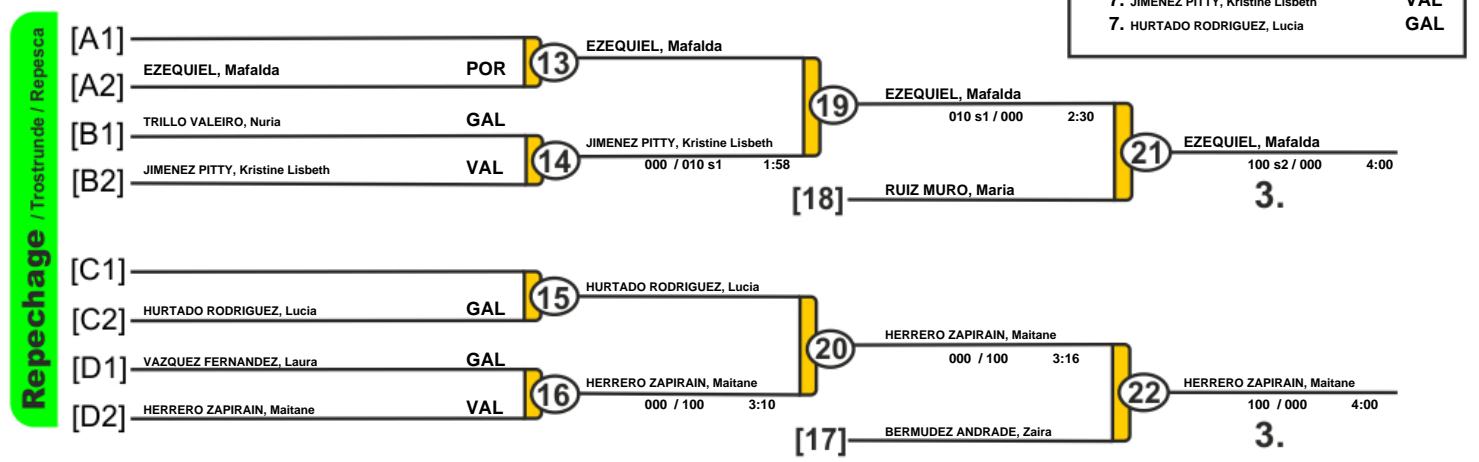 7. JIMENEZ PITTY, Kristine Lisbeth VAL
7. HURTADO RODRIGUEZ, Lucia GAL
Repechage / Trostrunde / Repesca
[A1]
EZEQUIEL, Mafalda POR
[A2]
13
EZEQUIEL, Mafalda
[B1] TRILLO VALEIRO, Nuria GAL
[B2] JIMENEZ PITTY, Kristine Lisbeth VAL
14
JIMENEZ PITTY, Kristine Lisbeth
000 / 010 s1 1:58
19
EZEQUIEL, Mafalda
010 s1 / 000 2:30
[18] RUIZ MURO, Maria
21
EZEQUIEL, Mafalda
100 s2 / 000 4:00
3.
[C1]
[C2] HURTADO RODRIGUEZ, Lucia GAL
15
HURTADO RODRIGUEZ, Lucia
[D1] VAZQUEZ FERNANDEZ, Laura GAL
[D2] HERRERO ZAPIRAIN, Maitane VAL
16
HERRERO ZAPIRAIN, Maitane
000 / 100 3:10
20
HERRERO ZAPIRAIN, Maitane
000 / 100 3:16
[17] BERMUDEZ ANDRADE, Zaira
22
HERRERO ZAPIRAIN, Maitane
100 / 000 4:00
3.